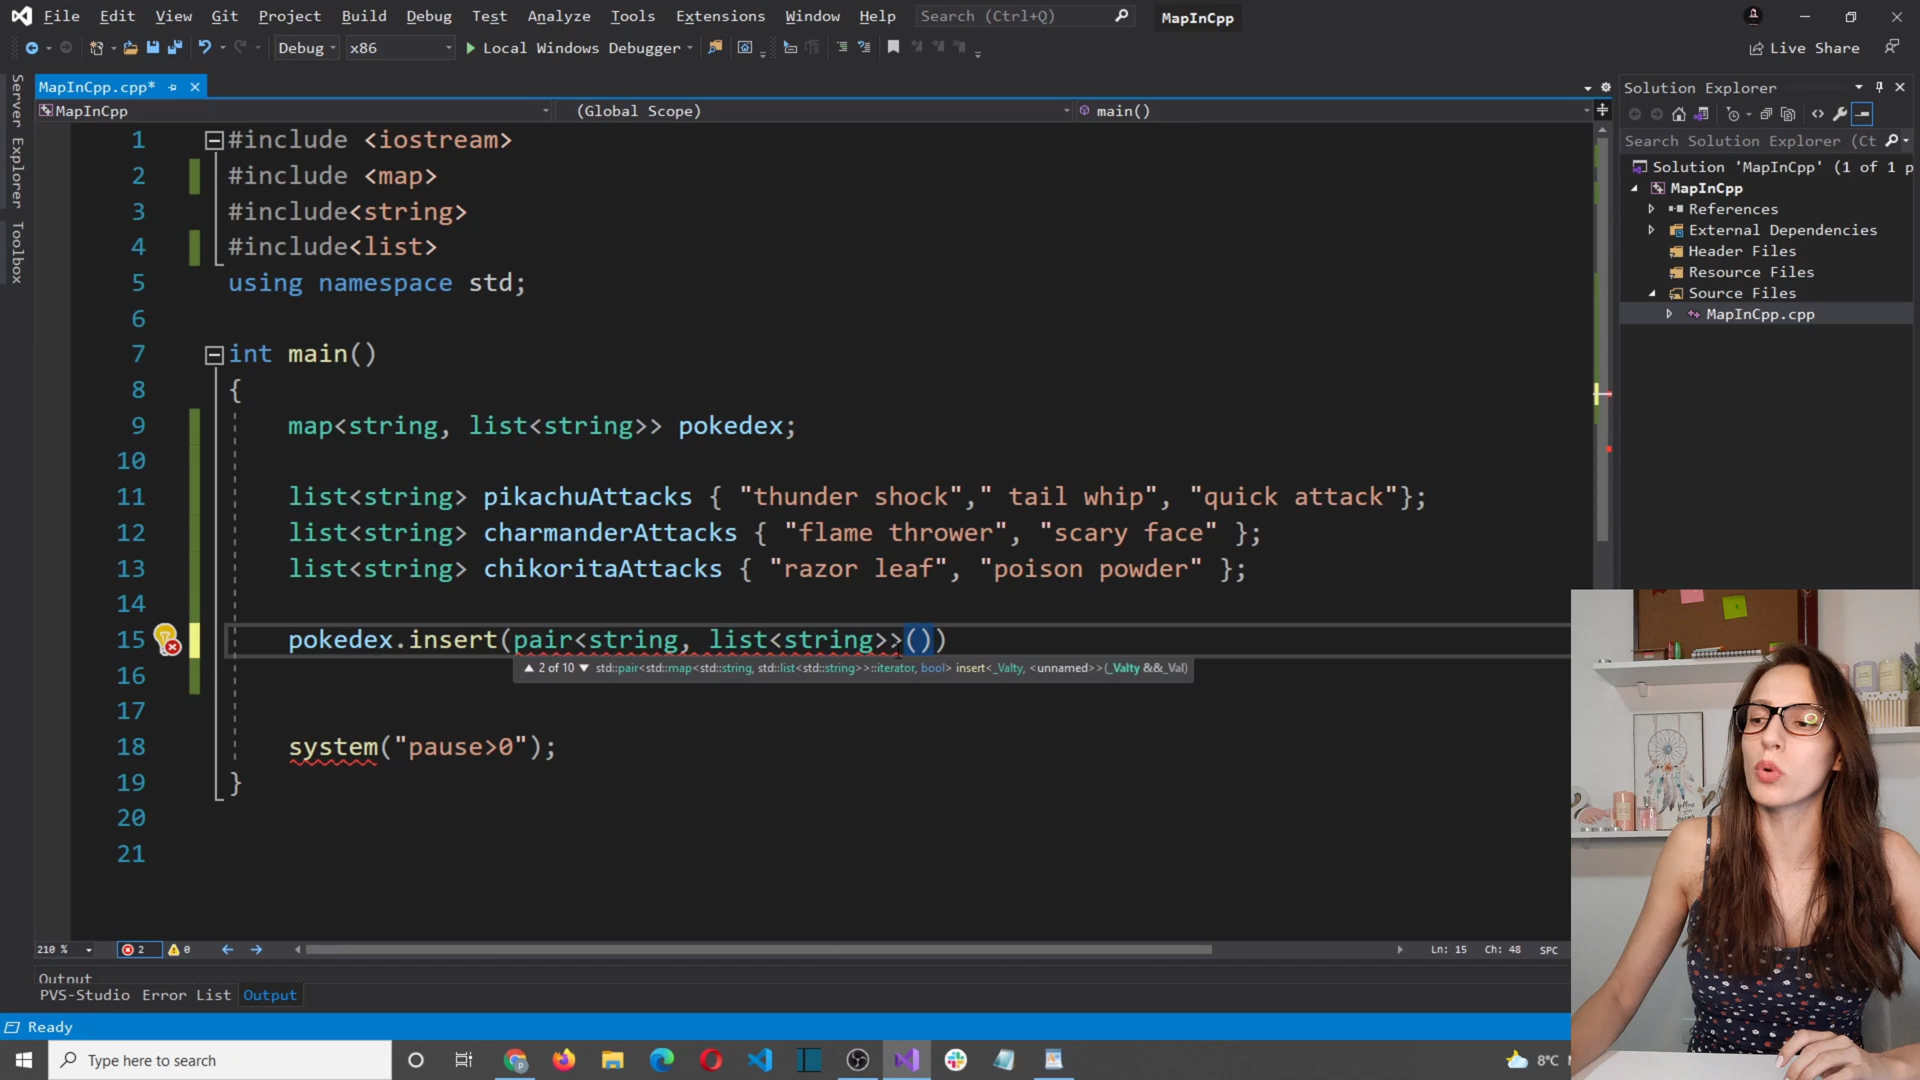 File Edit View Git Project Build Debug Test Analyze Tools Extensions Window Help Search (Ctrl+Q) MapInCpp
Debug x86 Local Windows Debugger Live Share
Server Explorer
Toolbox
MapInCpp.cpp*
MapInCpp (Global Scope) main()
1 #include <iostream>
2 #include <map>
3 #include<string>
4 #include<list>
5 using namespace std;
6
7 int main()
8 {
9 map<string, list<string>> pokedex;
10
11 list<string> pikachuAttacks { "thunder shock"," tail whip", "quick attack"};
12 list<string> charmanderAttacks { "flame thrower", "scary face" };
13 list<string> chikoritaAttacks { "razor leaf", "poison powder" };
14
15 pokedex.insert(pair<string, list<string>>())
2 of 10 std::pair<std::map<std::string, std::list<std::string>>::iterator, bool> insert<_Valty, <unnamed>>(_Valty &&_Val)
16
17
18 system("pause>0");
19 }
20
21
210 % 2 0 Ln: 15 Ch: 48 SPC
Output
PVS-Studio Error List Output
Ready
Solution Explorer
Search Solution Explorer (Ct
Solution 'MapInCpp' (1 of 1 p
MapInCpp
References
External Dependencies
Header Files
Resource Files
Source Files
MapInCpp.cpp
Type here to search
8°C